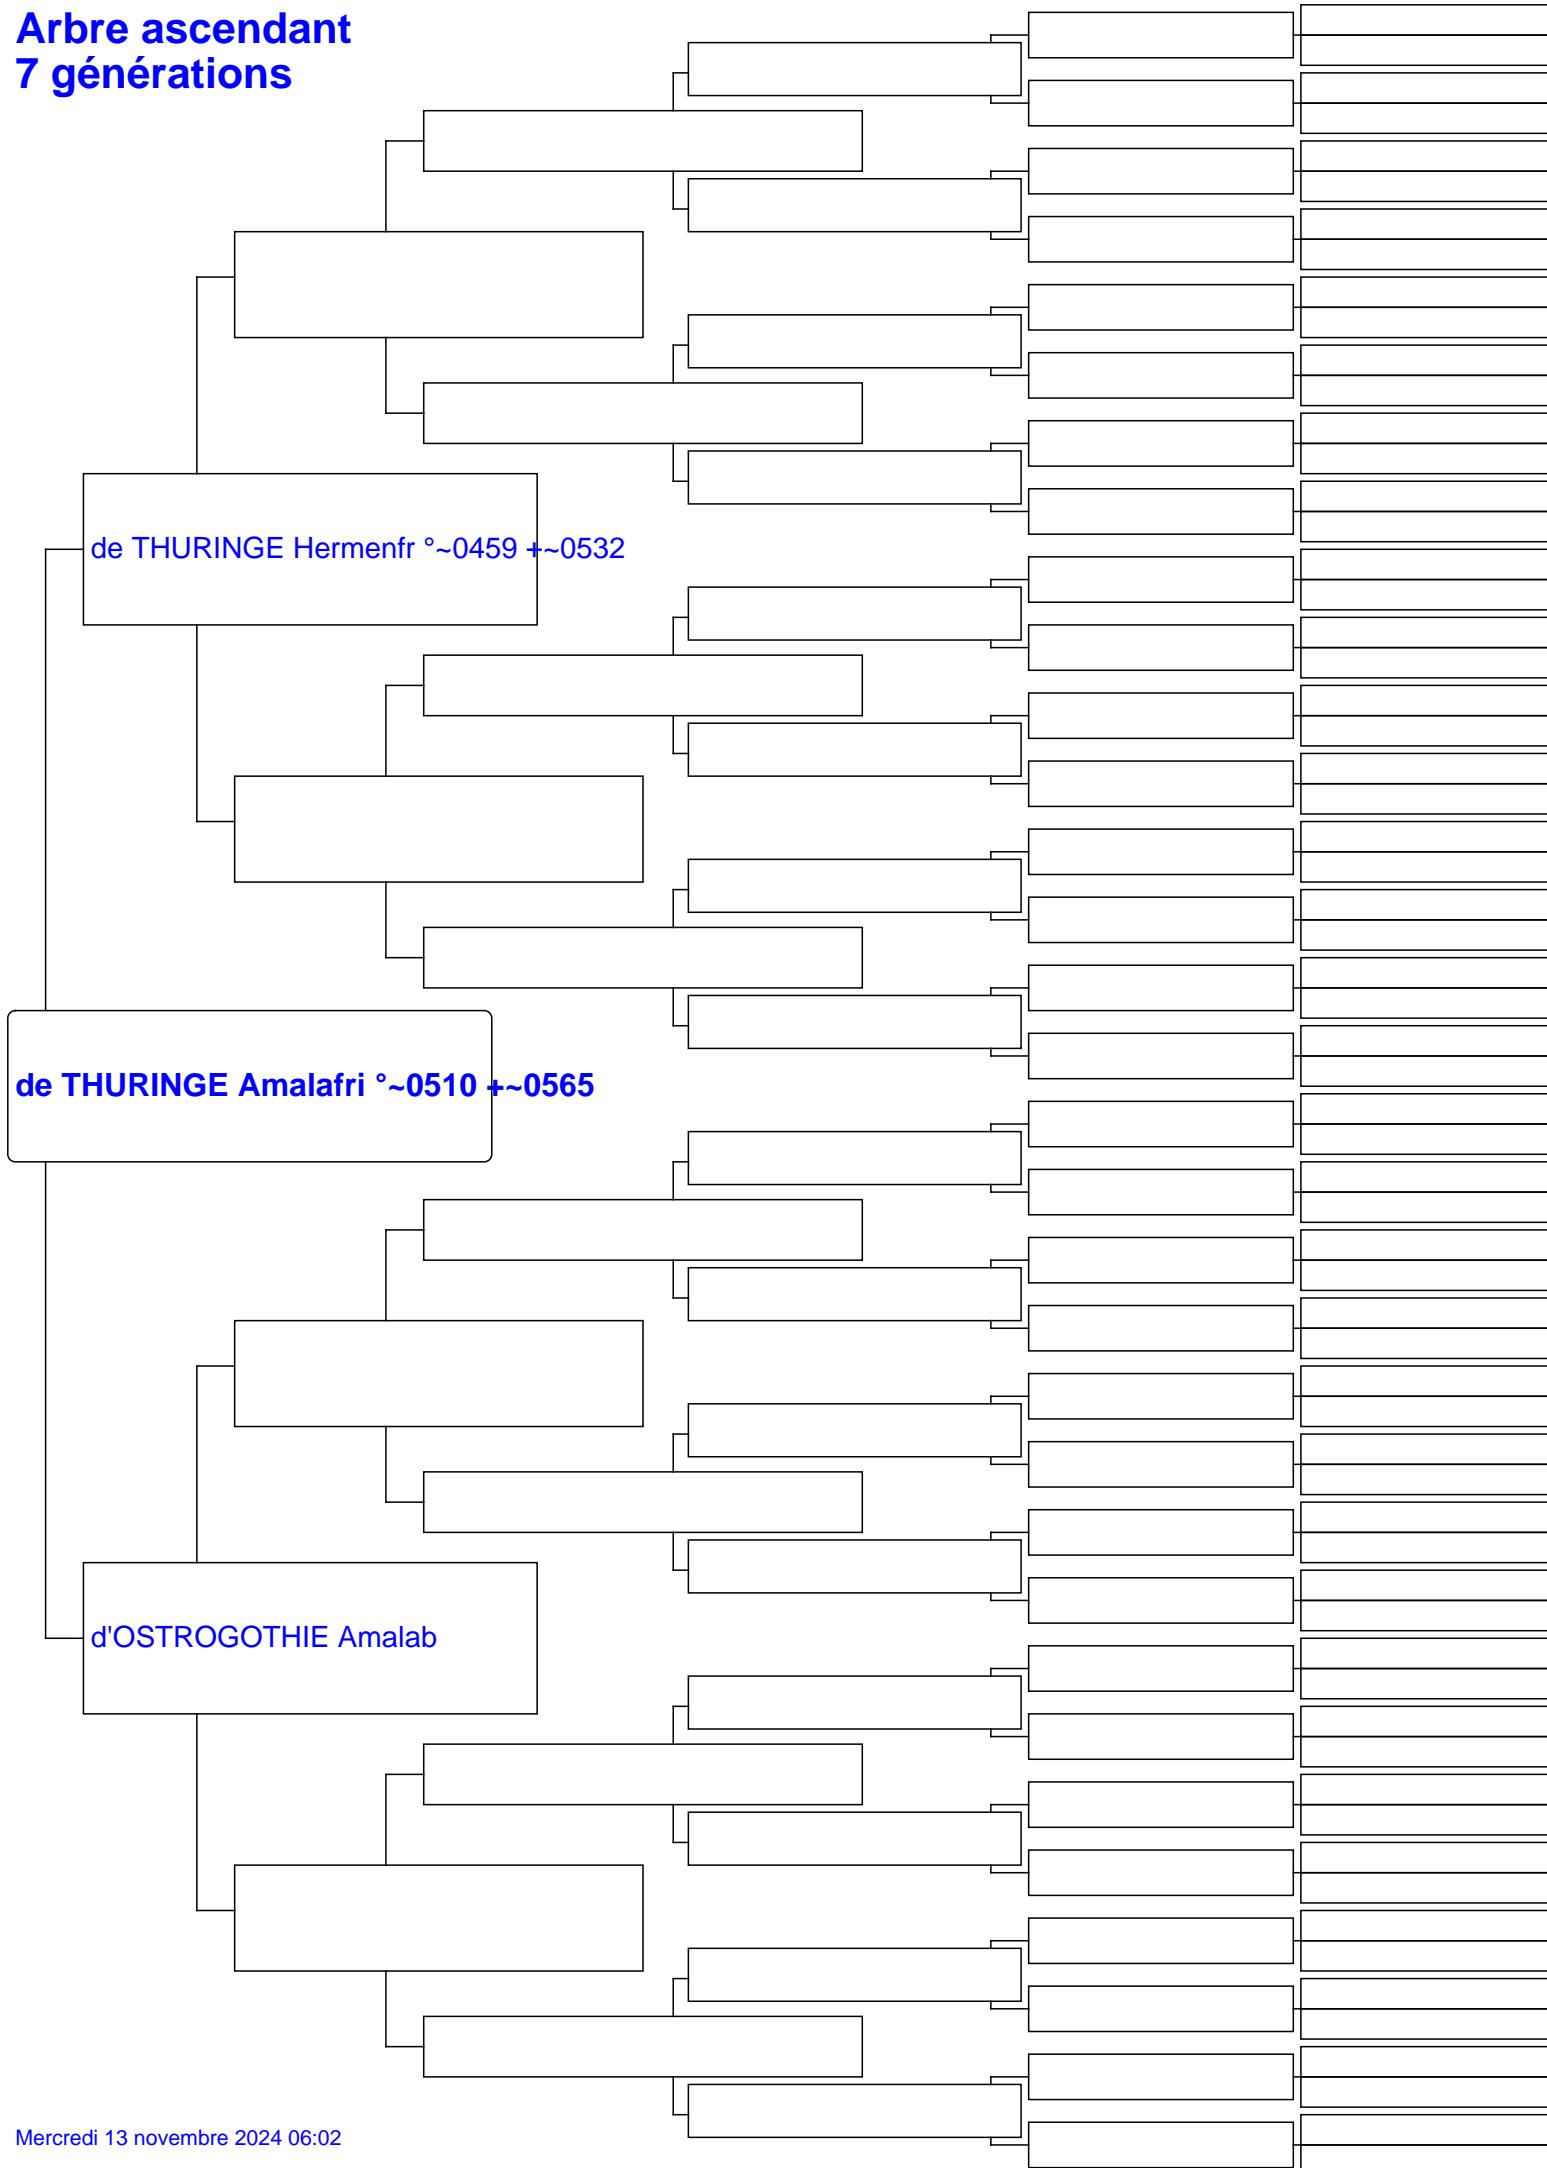 Arbre ascendant
7 générations
de THURINGE Hermenfr °~0459 +~0532
de THURINGE Amalafri °~0510 +~0565
d'OSTROGOTHIE Amalab
Mercredi 13 novembre 2024 06:02